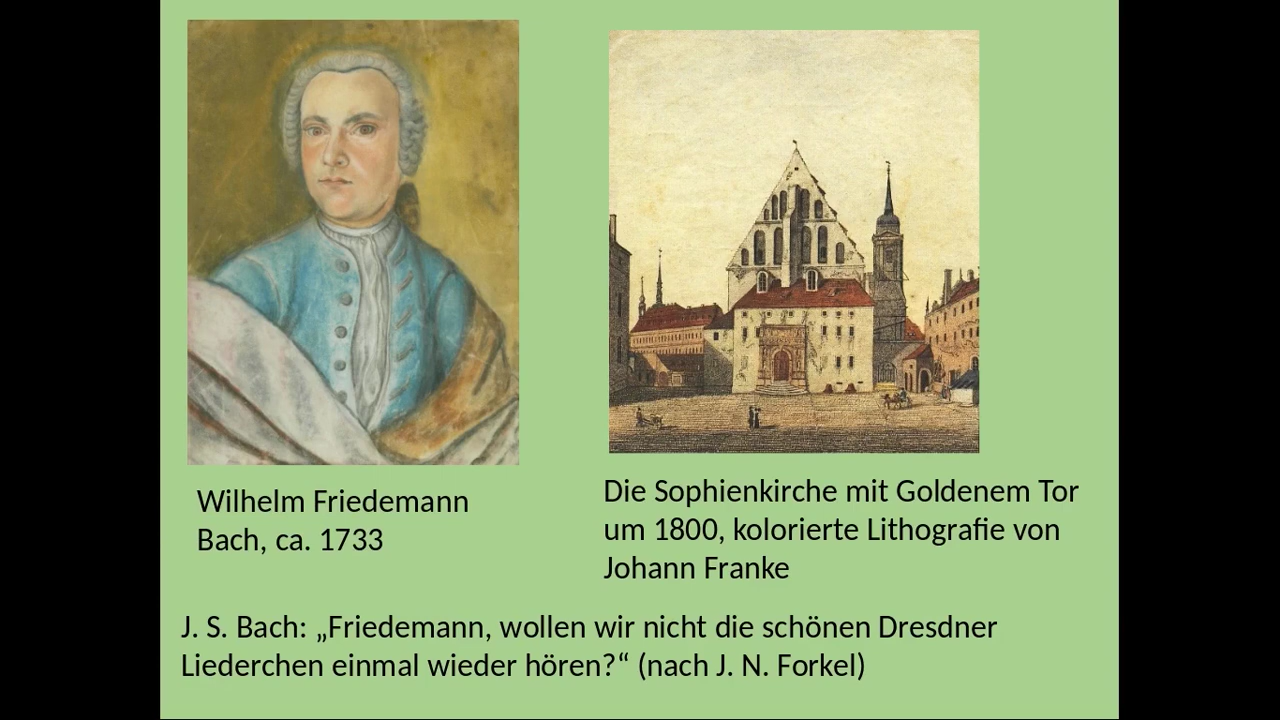 Wilhelm Friedemann
Bach, ca. 1733
Die Sophienkirche mit Goldenem Tor
um 1800, kolorierte Lithografie von
Johann Franke
J. S. Bach: „Friedemann, wollen wir nicht die schönen Dresdner
Liederchen einmal wieder hören?“ (nach J. N. Forkel)